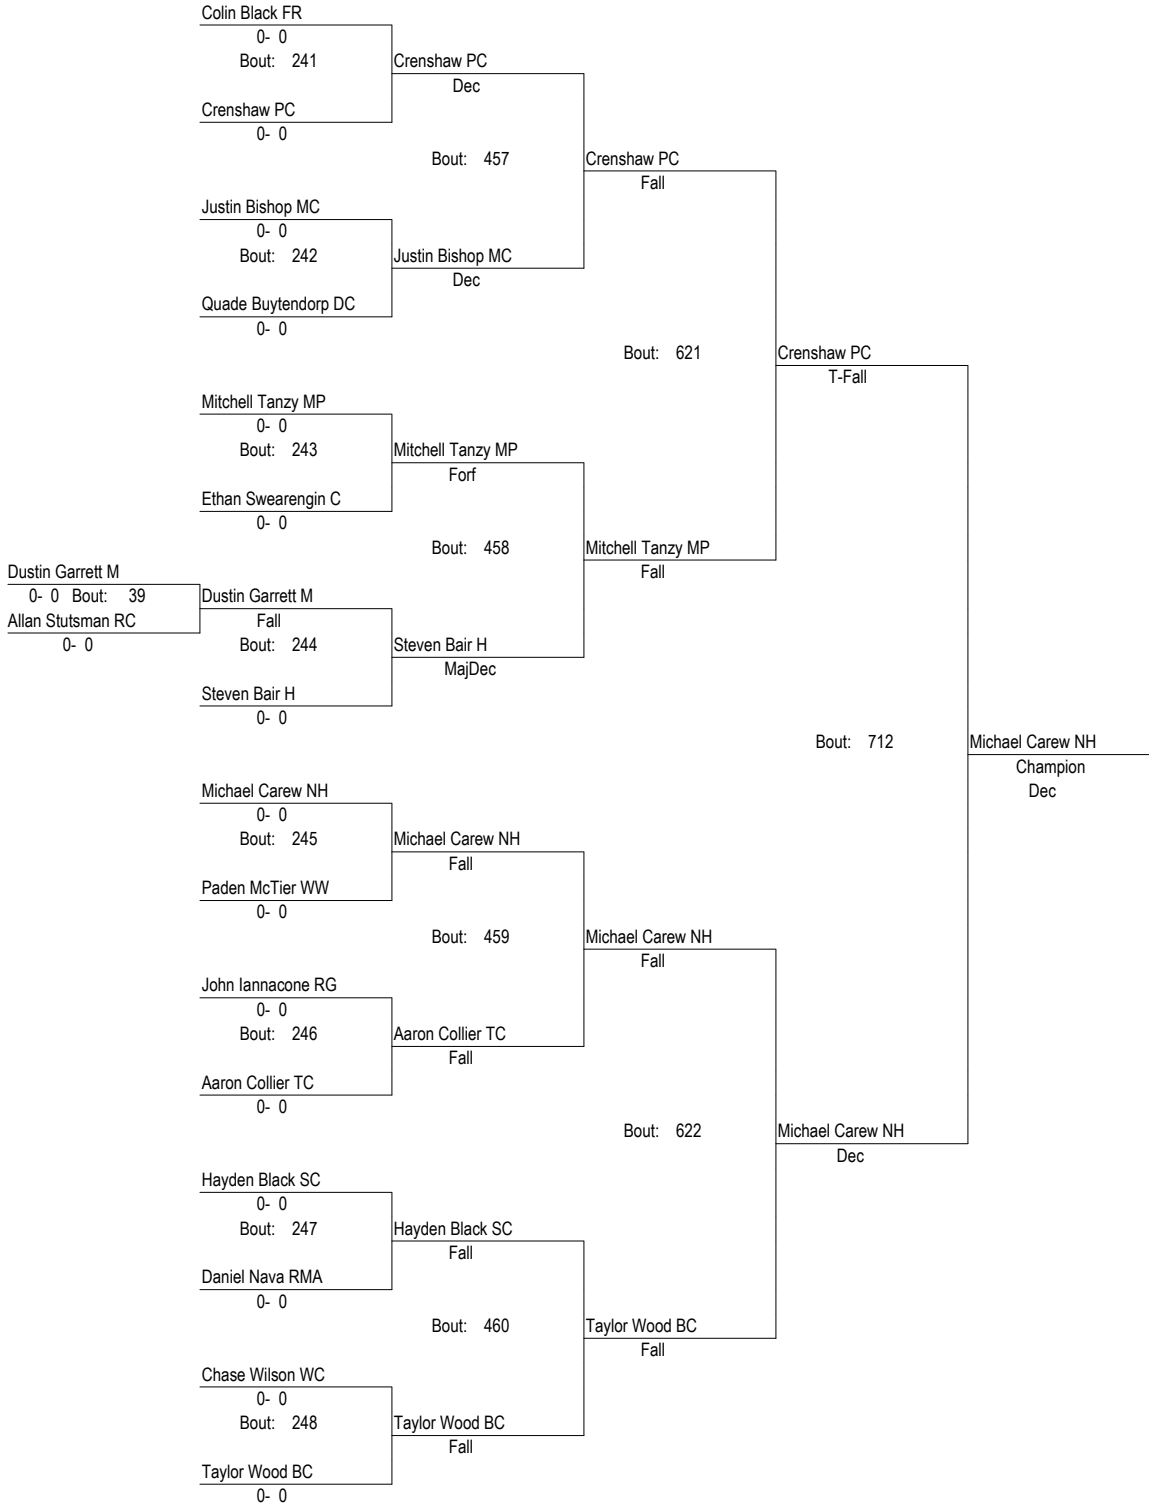 Colin Black FR
0- 0
Bout: 241
Crenshaw PC
Dec
Crenshaw PC
0- 0
Bout: 457
Crenshaw PC
Fall
Justin Bishop MC
0- 0
Bout: 242
Justin Bishop MC
Dec
Quade Buytendorp DC
0- 0
Bout: 621
Crenshaw PC
T-Fall
Mitchell Tanzy MP
0- 0
Bout: 243
Mitchell Tanzy MP
Forf
Ethan Swearengin C
0- 0
Bout: 458
Mitchell Tanzy MP
Fall
Dustin Garrett M
0- 0 Bout: 39
Allan Stutsman RC
0- 0
Dustin Garrett M
Fall
Bout: 244
Steven Bair H
MajDec
Steven Bair H
0- 0
Bout: 712
Michael Carew NH
Champion
Dec
Michael Carew NH
0- 0
Bout: 245
Michael Carew NH
Fall
Paden McTier WW
0- 0
Bout: 459
Michael Carew NH
Fall
John Iannacone RG
0- 0
Bout: 246
Aaron Collier TC
Fall
Aaron Collier TC
0- 0
Bout: 622
Michael Carew NH
Dec
Hayden Black SC
0- 0
Bout: 247
Hayden Black SC
Fall
Daniel Nava RMA
0- 0
Bout: 460
Taylor Wood BC
Fall
Chase Wilson WC
0- 0
Bout: 248
Taylor Wood BC
Fall
Taylor Wood BC
0- 0